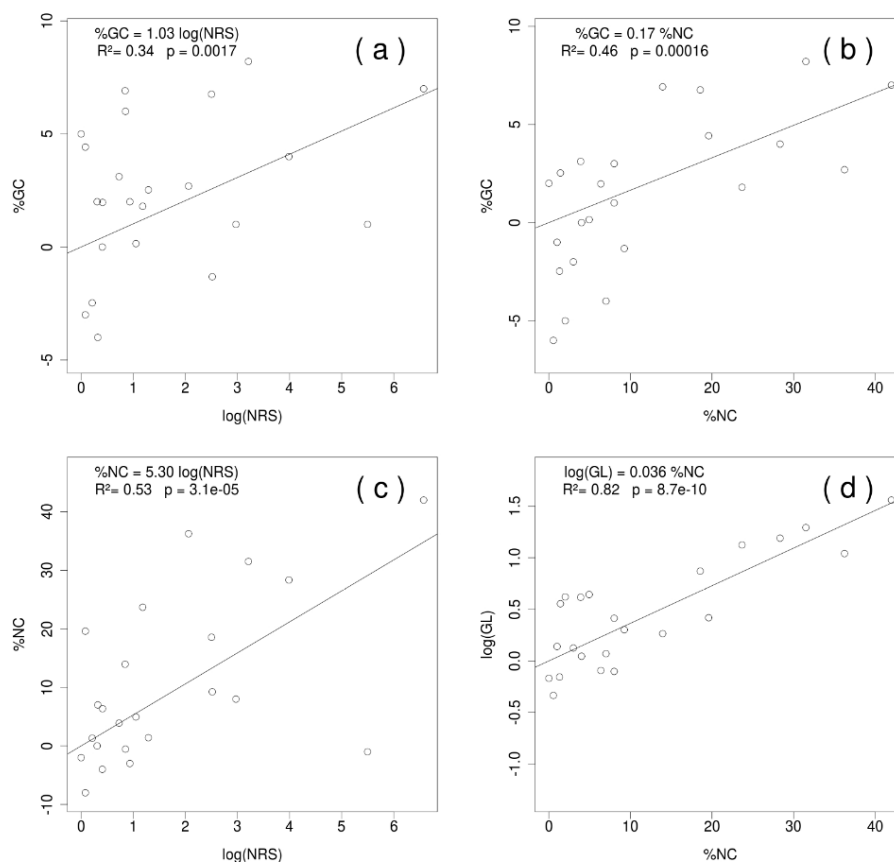 %GC = 1.03 log(NRS)
R²= 0.34 p = 0.0017
( a )
10
5
0
-5
%GC
0 1 2 3 4 5 6
log(NRS)
%GC = 0.17 %NC
R²= 0.46 p = 0.00016
( b )
10
5
0
-5
%GC
0 10 20 30 40
%NC
%NC = 5.30 log(NRS)
R²= 0.53 p = 3.1e-05
( c )
40
30
20
10
0
-10
%NC
0 1 2 3 4 5 6
log(NRS)
log(GL) = 0.036 %NC
R²= 0.82 p = 8.7e-10
( d )
1.5
1.0
0.5
0.0
-0.5
-1.0
log(GL)
0 10 20 30 40
%NC